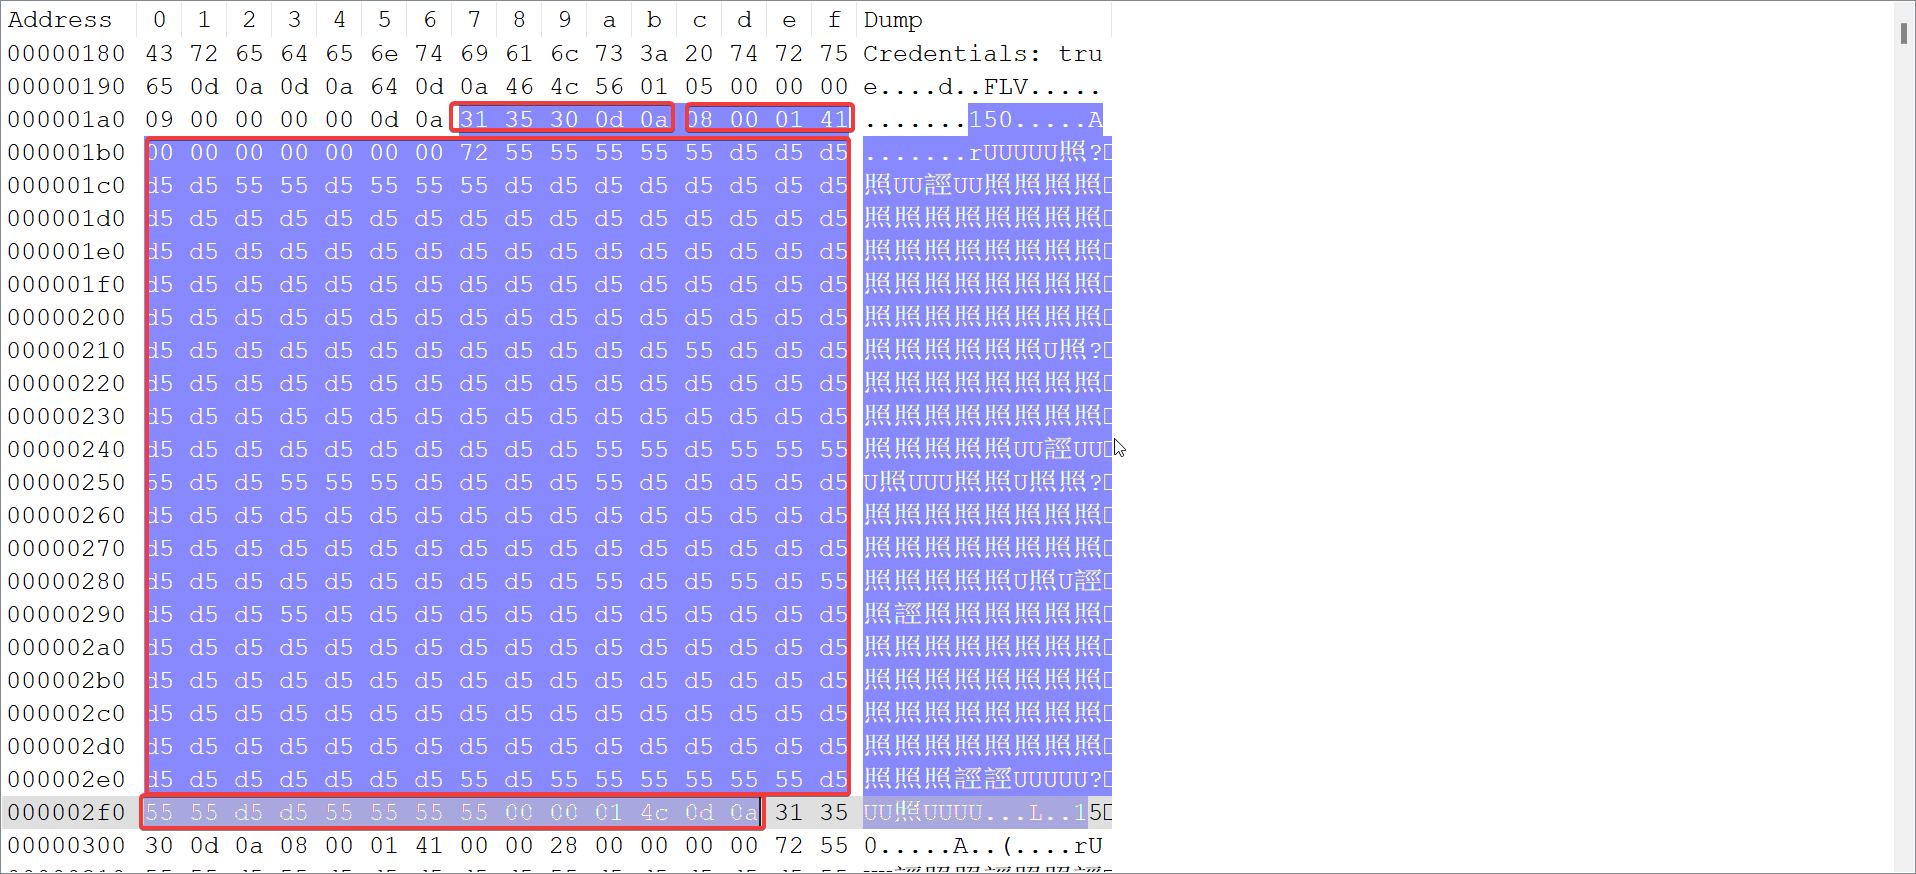 Address 0 1 2 3 4 5 6 7 8 9 a b c d e f Dump
00000180 43 72 65 64 65 6e 74 69 61 6c 73 3a 20 74 72 75 Credentials: tru
00000190 65 0d 0a 0d 0a 64 0d 0a 46 4c 56 01 05 00 00 00 e....d..FLV.....
000001a0 09 00 00 00 00 0d 0a 31 35 30 0d 0a 08 00 01 41 .......150.....A
000001b0 00 00 00 00 00 00 00 72 55 55 55 55 55 d5 d5 d5 .......rUUUUU照?
000001c0 d5 d5 55 55 d5 55 55 55 d5 d5 d5 d5 d5 d5 d5 d5 照UU誙UU照照照照
000001d0 d5 d5 d5 d5 d5 d5 d5 d5 d5 d5 d5 d5 d5 d5 d5 d5 照照照照照照照照
000001e0 d5 d5 d5 d5 d5 d5 d5 d5 d5 d5 d5 d5 d5 d5 d5 d5 照照照照照照照照
000001f0 d5 d5 d5 d5 d5 d5 d5 d5 d5 d5 d5 d5 d5 d5 d5 d5 照照照照照照照照
00000200 d5 d5 d5 d5 d5 d5 d5 d5 d5 d5 d5 d5 d5 d5 d5 d5 照照照照照照照照
00000210 d5 d5 d5 d5 d5 d5 d5 d5 d5 d5 d5 d5 55 d5 d5 d5 照照照照照照U照?
00000220 d5 d5 d5 d5 d5 d5 d5 d5 d5 d5 d5 d5 d5 d5 d5 d5 照照照照照照照照
00000230 d5 d5 d5 d5 d5 d5 d5 d5 d5 d5 d5 d5 d5 d5 d5 d5 照照照照照照照照
00000240 d5 d5 d5 d5 d5 d5 d5 d5 d5 d5 55 55 d5 55 55 55 照照照照照UU誙UU
00000250 55 d5 d5 55 55 55 d5 d5 d5 d5 55 d5 d5 d5 d5 d5 U照UUU照照U照照?
00000260 d5 d5 d5 d5 d5 d5 d5 d5 d5 d5 d5 d5 d5 d5 d5 d5 照照照照照照照照
00000270 d5 d5 d5 d5 d5 d5 d5 d5 d5 d5 d5 d5 d5 d5 d5 d5 照照照照照照照照
00000280 d5 d5 d5 d5 d5 d5 d5 d5 d5 d5 55 d5 d5 55 d5 55 照照照照照U照U誙
00000290 d5 d5 d5 55 d5 d5 d5 d5 d5 d5 d5 d5 d5 d5 d5 d5 照誙照照照照照照
000002a0 d5 d5 d5 d5 d5 d5 d5 d5 d5 d5 d5 d5 d5 d5 d5 d5 照照照照照照照照
000002b0 d5 d5 d5 d5 d5 d5 d5 d5 d5 d5 d5 d5 d5 d5 d5 d5 照照照照照照照照
000002c0 d5 d5 d5 d5 d5 d5 d5 d5 d5 d5 d5 d5 d5 d5 d5 d5 照照照照照照照照
000002d0 d5 d5 d5 d5 d5 d5 d5 d5 d5 d5 d5 d5 d5 d5 d5 d5 照照照照照照照照
000002e0 d5 d5 d5 d5 d5 d5 d5 55 d5 55 55 55 55 55 55 d5 照照照誙誙UUUUU?
000002f0 55 55 d5 d5 55 55 55 55 00 00 01 4c 0d 0a 31 35 UU照UUUU...L..15
00000300 30 0d 0a 08 00 01 41 00 00 28 00 00 00 00 72 55 0.....A..(....rU